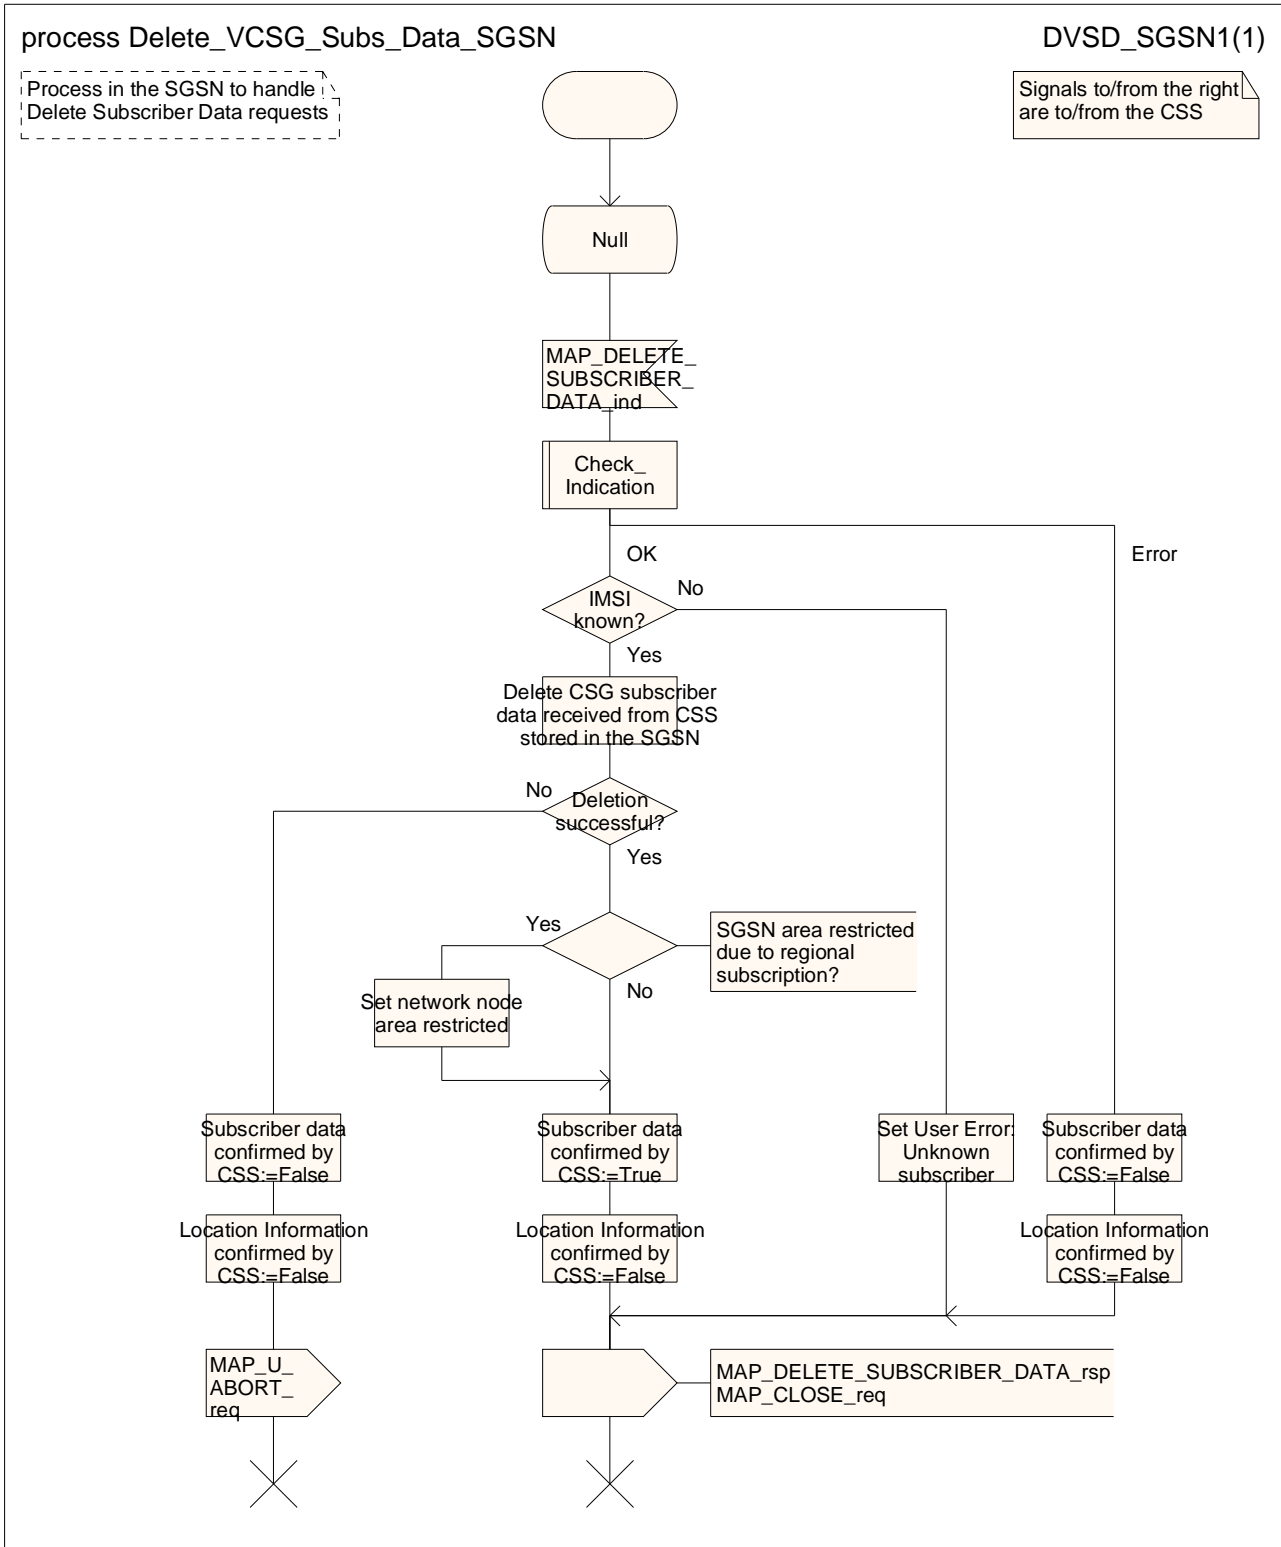 process Delete_VCSG_Subs_Data_SGSN
DVSD_SGSN1(1)
Process in the SGSN to handle
Delete Subscriber Data requests
Signals to/from the right
are to/from the CSS
Null
MAP_DELETE_
SUBSCRIBER_
DATA_ind
Check_
Indication
OK
Error
IMSI
known?
No
Yes
Delete CSG subscriber
data received from CSS
stored in the SGSN
No
Deletion
successful?
Yes
Yes
SGSN area restricted
due to regional
subscription?
No
Set network node
area restricted
Subscriber data
confirmed by
CSS:=False
Subscriber data
confirmed by
CSS:=True
Set User Error:
Unknown
subscriber
Subscriber data
confirmed by
CSS:=False
Location Information
confirmed by
CSS:=False
Location Information
confirmed by
CSS:=False
Location Information
confirmed by
CSS:=False
MAP_U_
ABORT_
req
MAP_DELETE_SUBSCRIBER_DATA_rsp
MAP_CLOSE_req